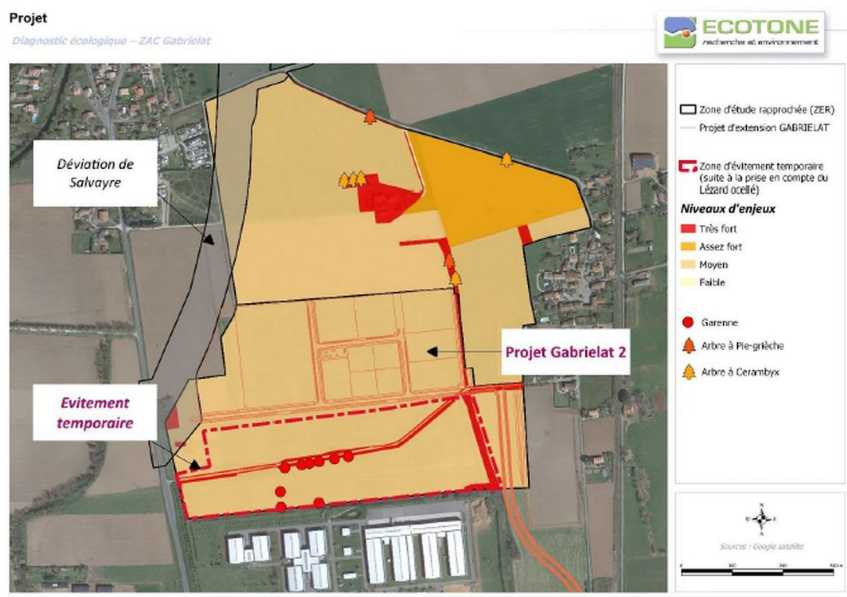 Projet
Diagnostic écologique – ZAC Gabrielat
ECOTONE
recherche et environnement
Déviation de
Salvayre
Projet Gabrielat 2
Evitement
temporaire
Zone d'étude rapprochée (ZER)
Projet d'extension GABRIELAT
Zone d'évitement temporaire
(suite à la prise en compte du
Lézard ocellé)
Niveaux d'enjeux
Très fort
Assez fort
Moyen
Faible
Garenne
Arbre à Pie-grièche
Arbre à Cerambyx
N
W
E
S
Sources : Google satellite
0